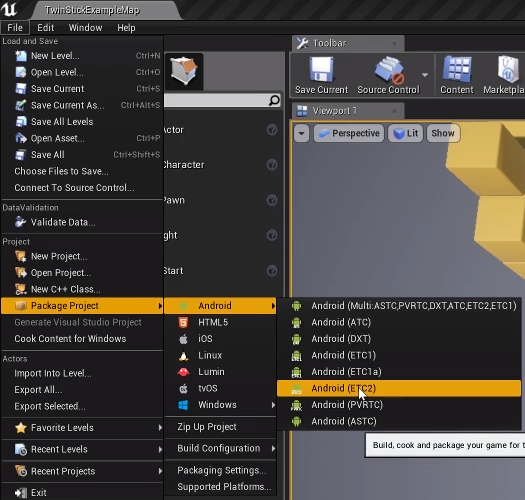 TwinStickExampleMap
File Edit Window Help
Load and Save
New Level... Ctrl+N
Open Level... Ctrl+O
Save Current Ctrl+S
Save Current As... Ctrl+Alt+S
Save All Levels
Open Asset... Ctrl+P
Save All Ctrl+Shift+S
Choose Files to Save...
Connect To Source Control...
DataValidation
Validate Data...
Project
New Project...
Open Project...
New C++ Class...
Package Project
Generate Visual Studio Project
Cook Content for Windows
Actors
Import Into Level...
Export All...
Export Selected...
Favorite Levels
Recent Levels
Recent Projects
Exit
Actor
Character
Pawn
ght
Start
Toolbar
Save Current Source Control Content Marketpla
Viewport 1
Perspective Lit Show
Android
HTML5
iOS
Linux
Lumin
tvOS
Windows
Zip Up Project
Build Configuration
Packaging Settings...
Supported Platforms...
Android (Multi:ASTC,PVRTC,DXT,ATC,ETC2,ETC1)
Android (ATC)
Android (DXT)
Android (ETC1)
Android (ETC1a)
Android (ETC2)
Android (PVRTC)
Android (ASTC)
Build, cook and package your game for t